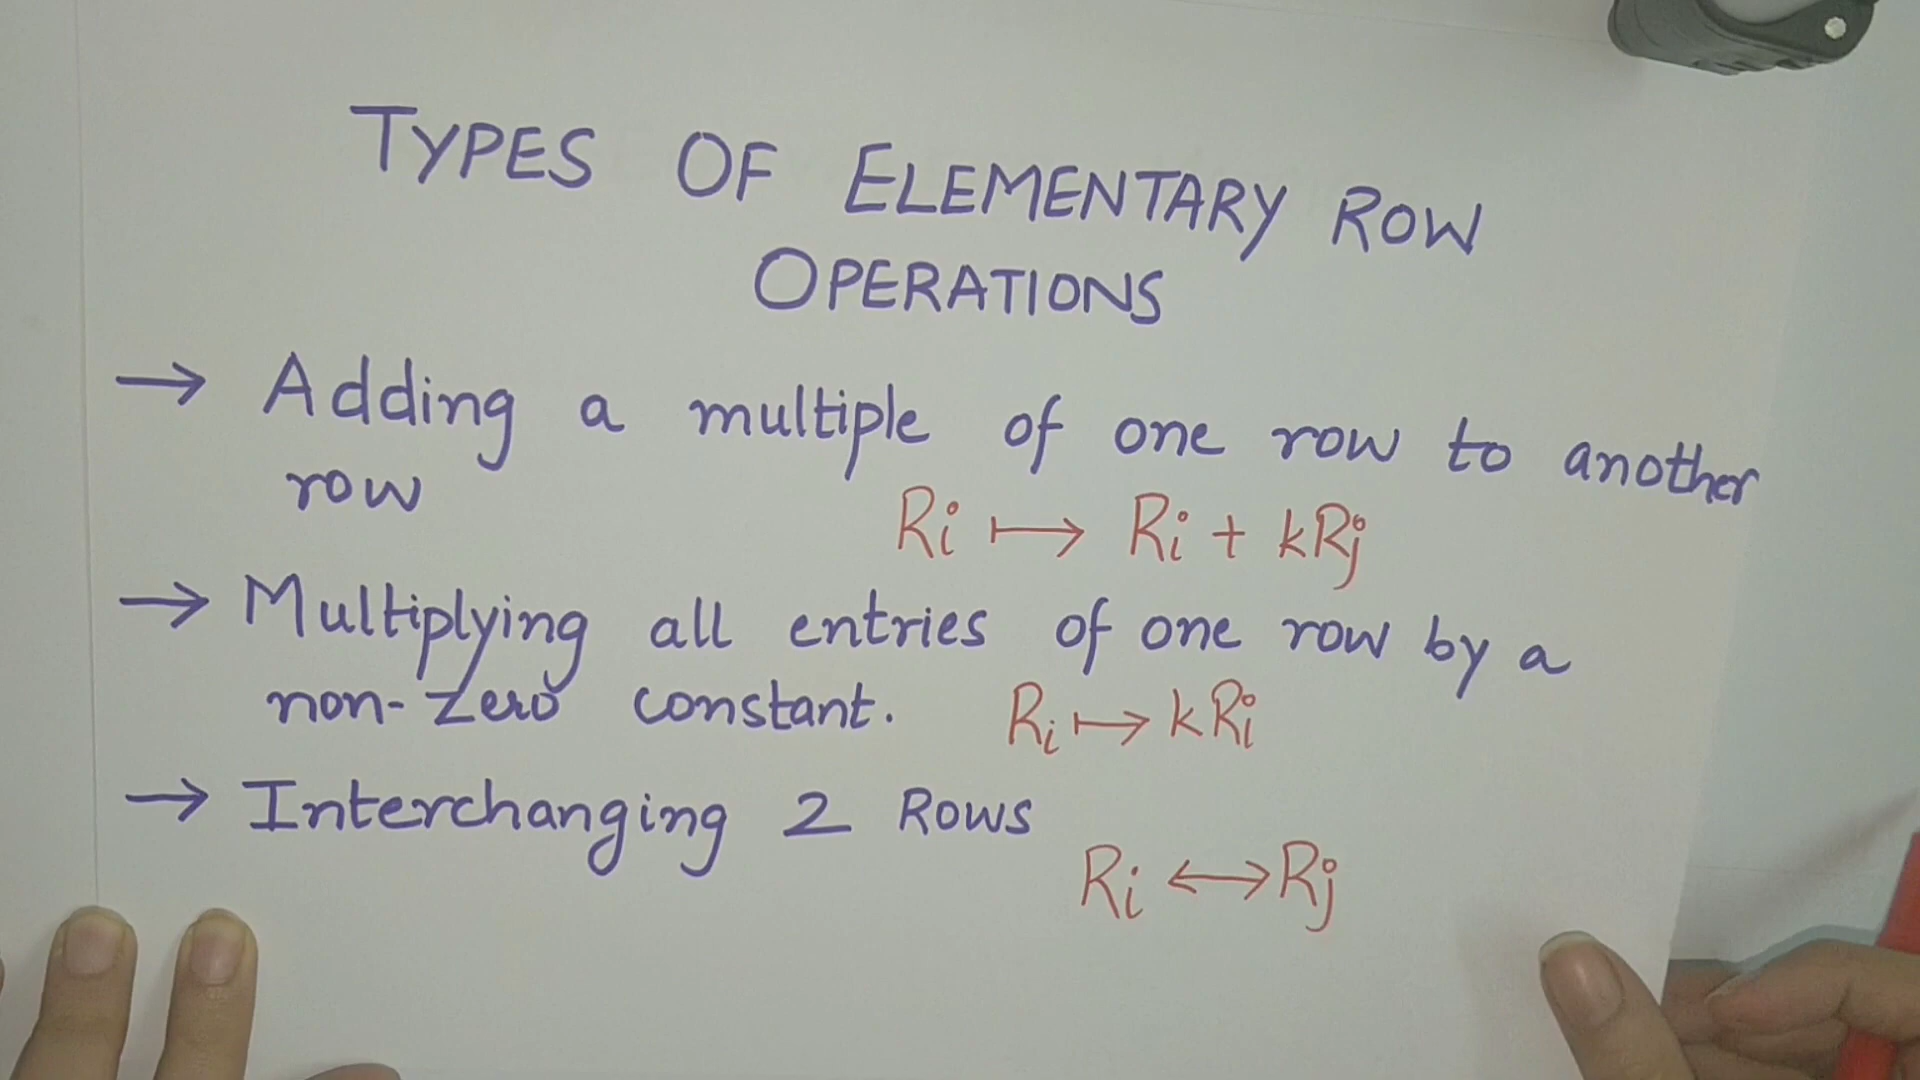 TYPES OF ELEMENTARY ROW
OPERATIONS
→ Adding a multiple of one row to another
row
Ri ↦ Ri + kRj
→ Multiplying all entries of one row by a
non-zero constant.
Ri ↦ kRi
→ Interchanging 2 Rows
Ri ↔ Rj